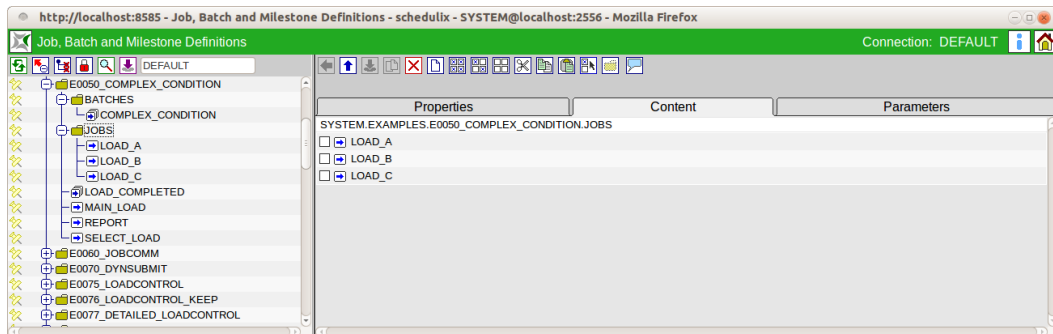 http://localhost:8585 - Job, Batch and Milestone Definitions - schedulix - SYSTEM@localhost:2556 - Mozilla Firefox
Job, Batch and Milestone Definitions
Connection: DEFAULT
DEFAULT
E0050_COMPLEX_CONDITION
BATCHES
COMPLEX_CONDITION
JOBS
LOAD_A
LOAD_B
LOAD_C
LOAD_COMPLETED
MAIN_LOAD
REPORT
SELECT_LOAD
E0060_JOBCOMM
E0070_DYNSUBMIT
E0075_LOADCONTROL
E0076_LOADCONTROL_KEEP
E0077_DETAILED_LOADCONTROL
Properties
Content
Parameters
SYSTEM.EXAMPLES.E0050_COMPLEX_CONDITION.JOBS
LOAD_A
LOAD_B
LOAD_C